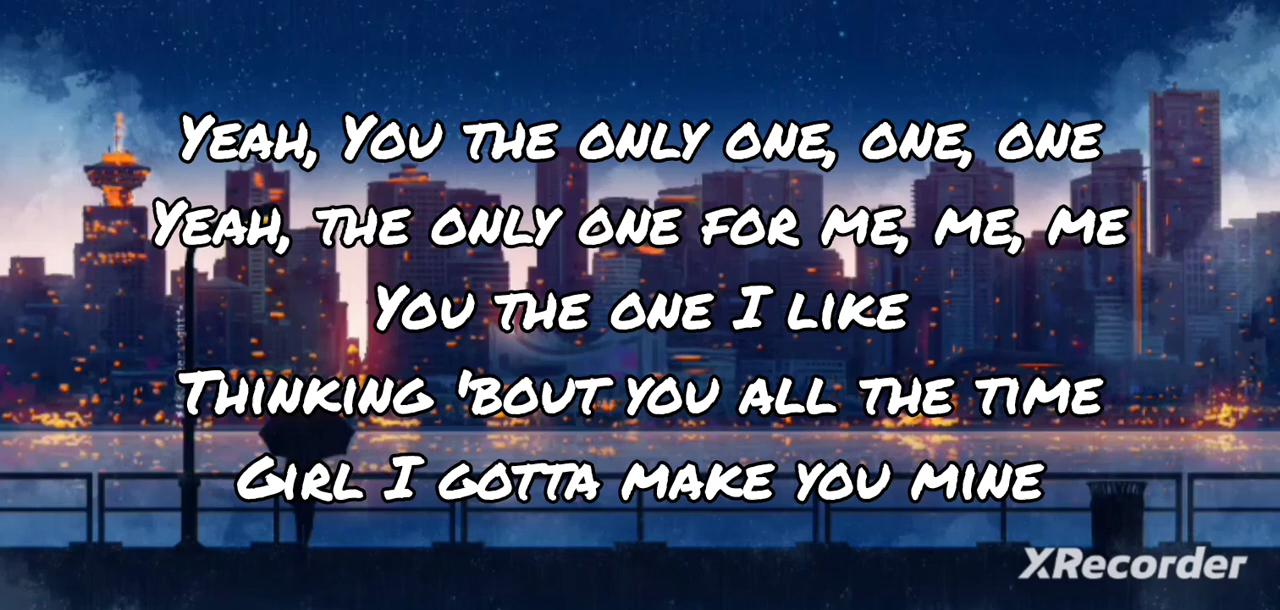 Yeah, You the only one, one, one
Yeah, the only one for me, me, me
You the one I like
Thinking 'bout you all the time
Girl I gotta make you mine
XRecorder